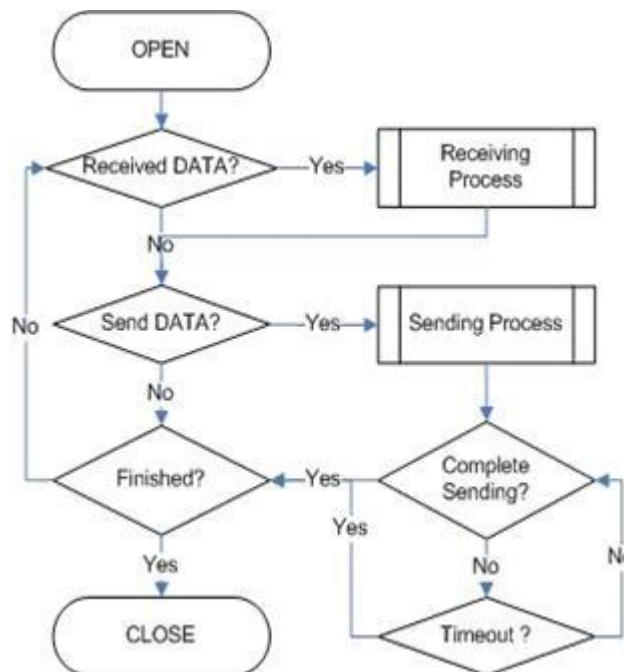 OPEN
Received DATA?
Yes
Receiving
Process
No
Send DATA?
Yes
Sending Process
No
No
Finished?
Yes
Complete
Sending?
Yes
Yes
No
No
CLOSE
Timeout ?